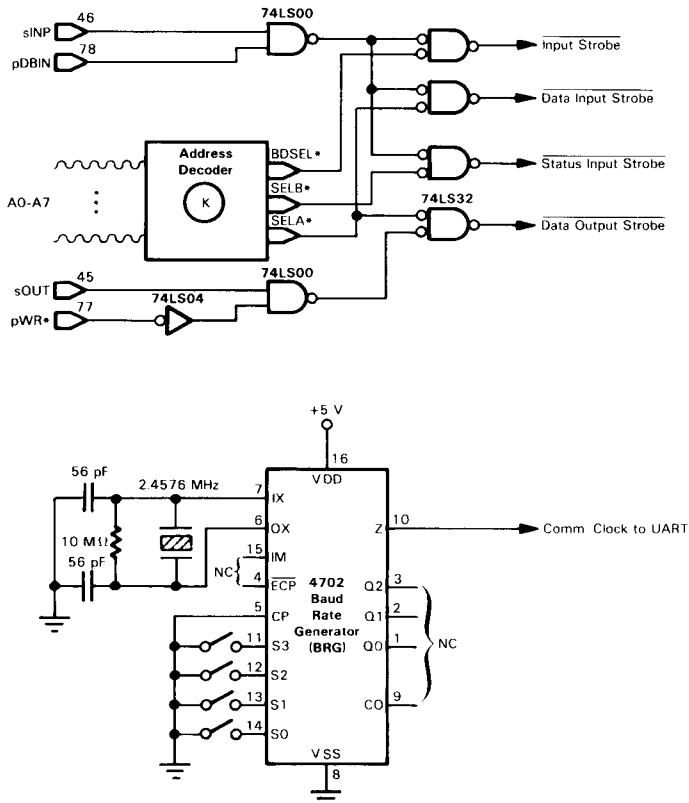 74LS00
sINP 46
pDBIN 78
Input Strobe
Data Input Strobe
Address
Decoder
K
BDSEL*
SELB*
SELA*
A0-A7
Status Input Strobe
74LS32
Data Output Strobe
74LS00
sOUT 45
74LS04
pWR* 77
+5 V
16
VDD
56 pF
2.4576 MHz
7 IX
6 OX
10 MΩ
15 IM
NC
56 pF
4 ECP
5 CP
4702
Baud
Rate
Generator
(BRG)
Z 10
Comm Clock to UART
Q2 3
Q1 2
Q0 1
NC
CO 9
11 S3
12 S2
13 S1
14 S0
VSS
8